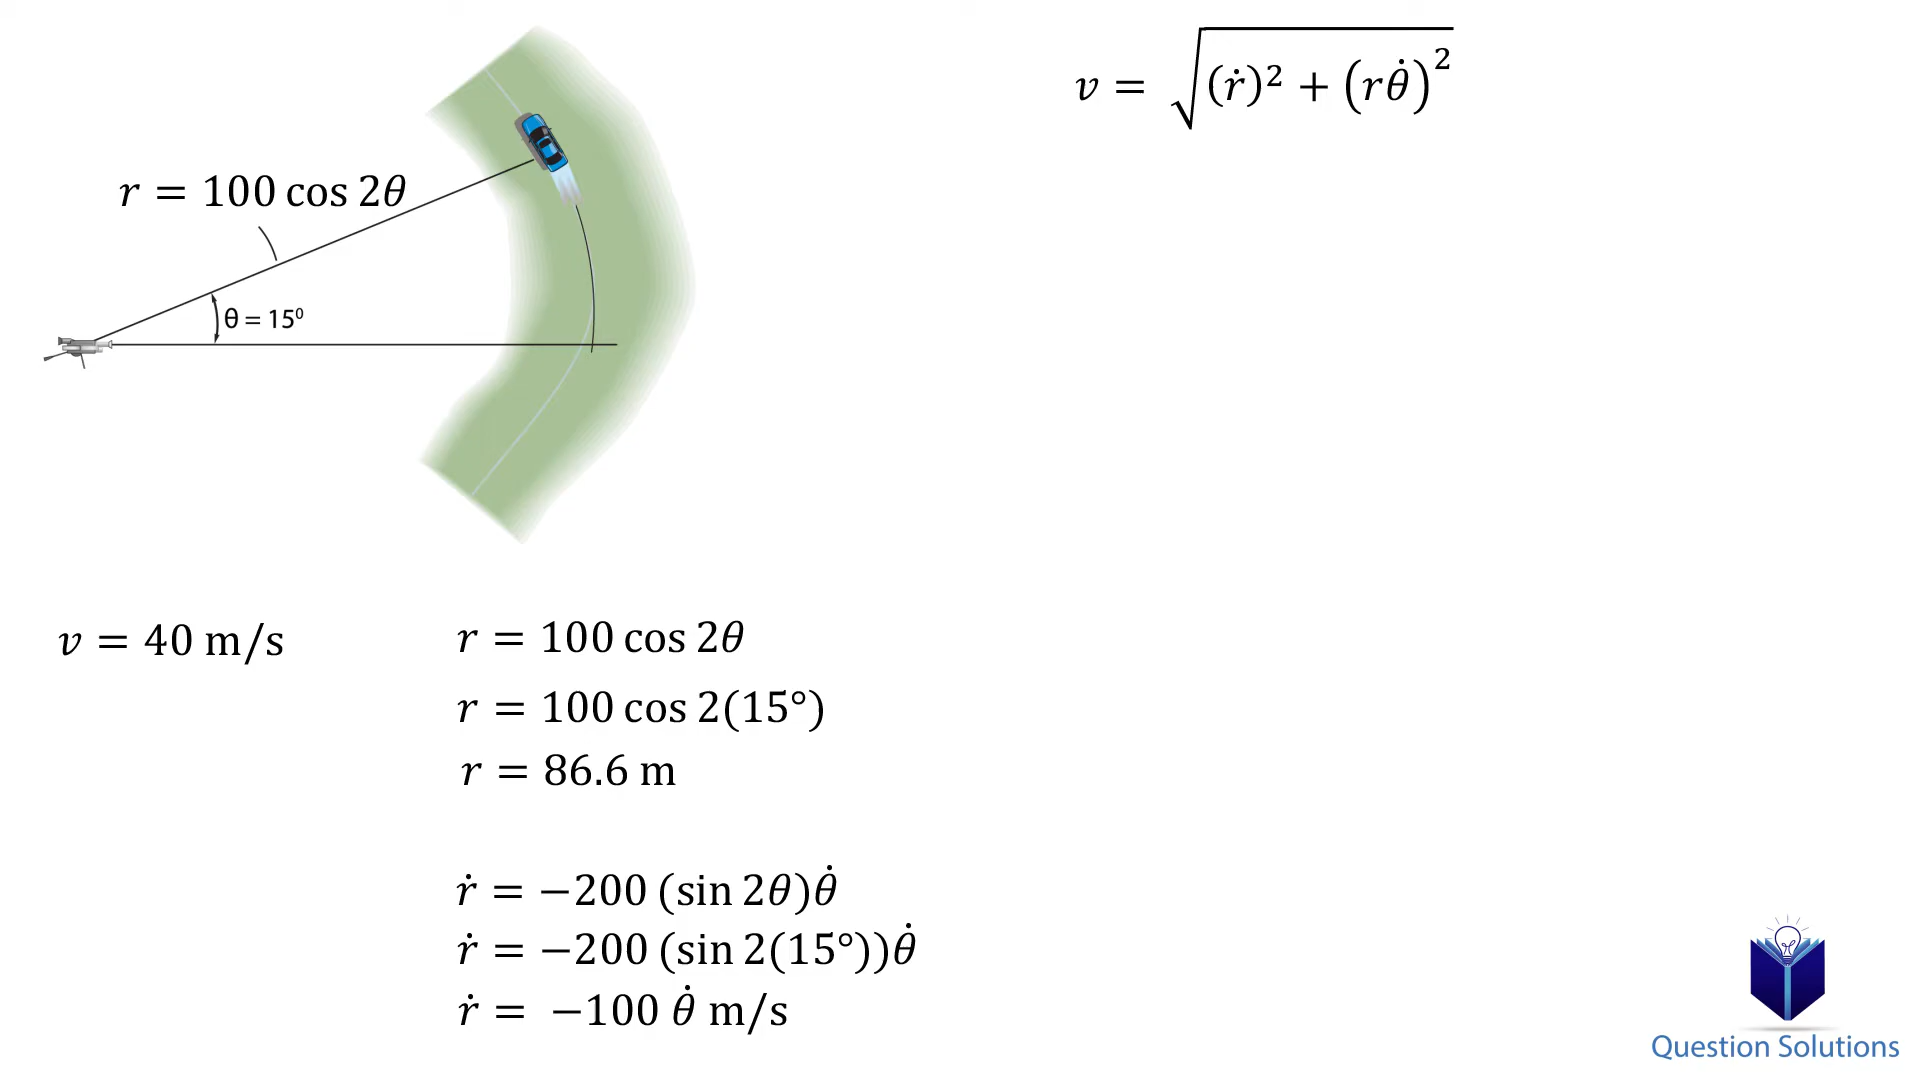 v = √((ṙ)² + (rθ̇)²)
r = 100 cos 2θ
θ = 15⁰
v = 40 m/s
r = 100 cos 2θ
r = 100 cos 2(15°)
r = 86.6 m
ṙ = −200 (sin 2θ)θ̇
ṙ = −200 (sin 2(15°))θ̇
ṙ = −100 θ̇ m/s
Question Solutions